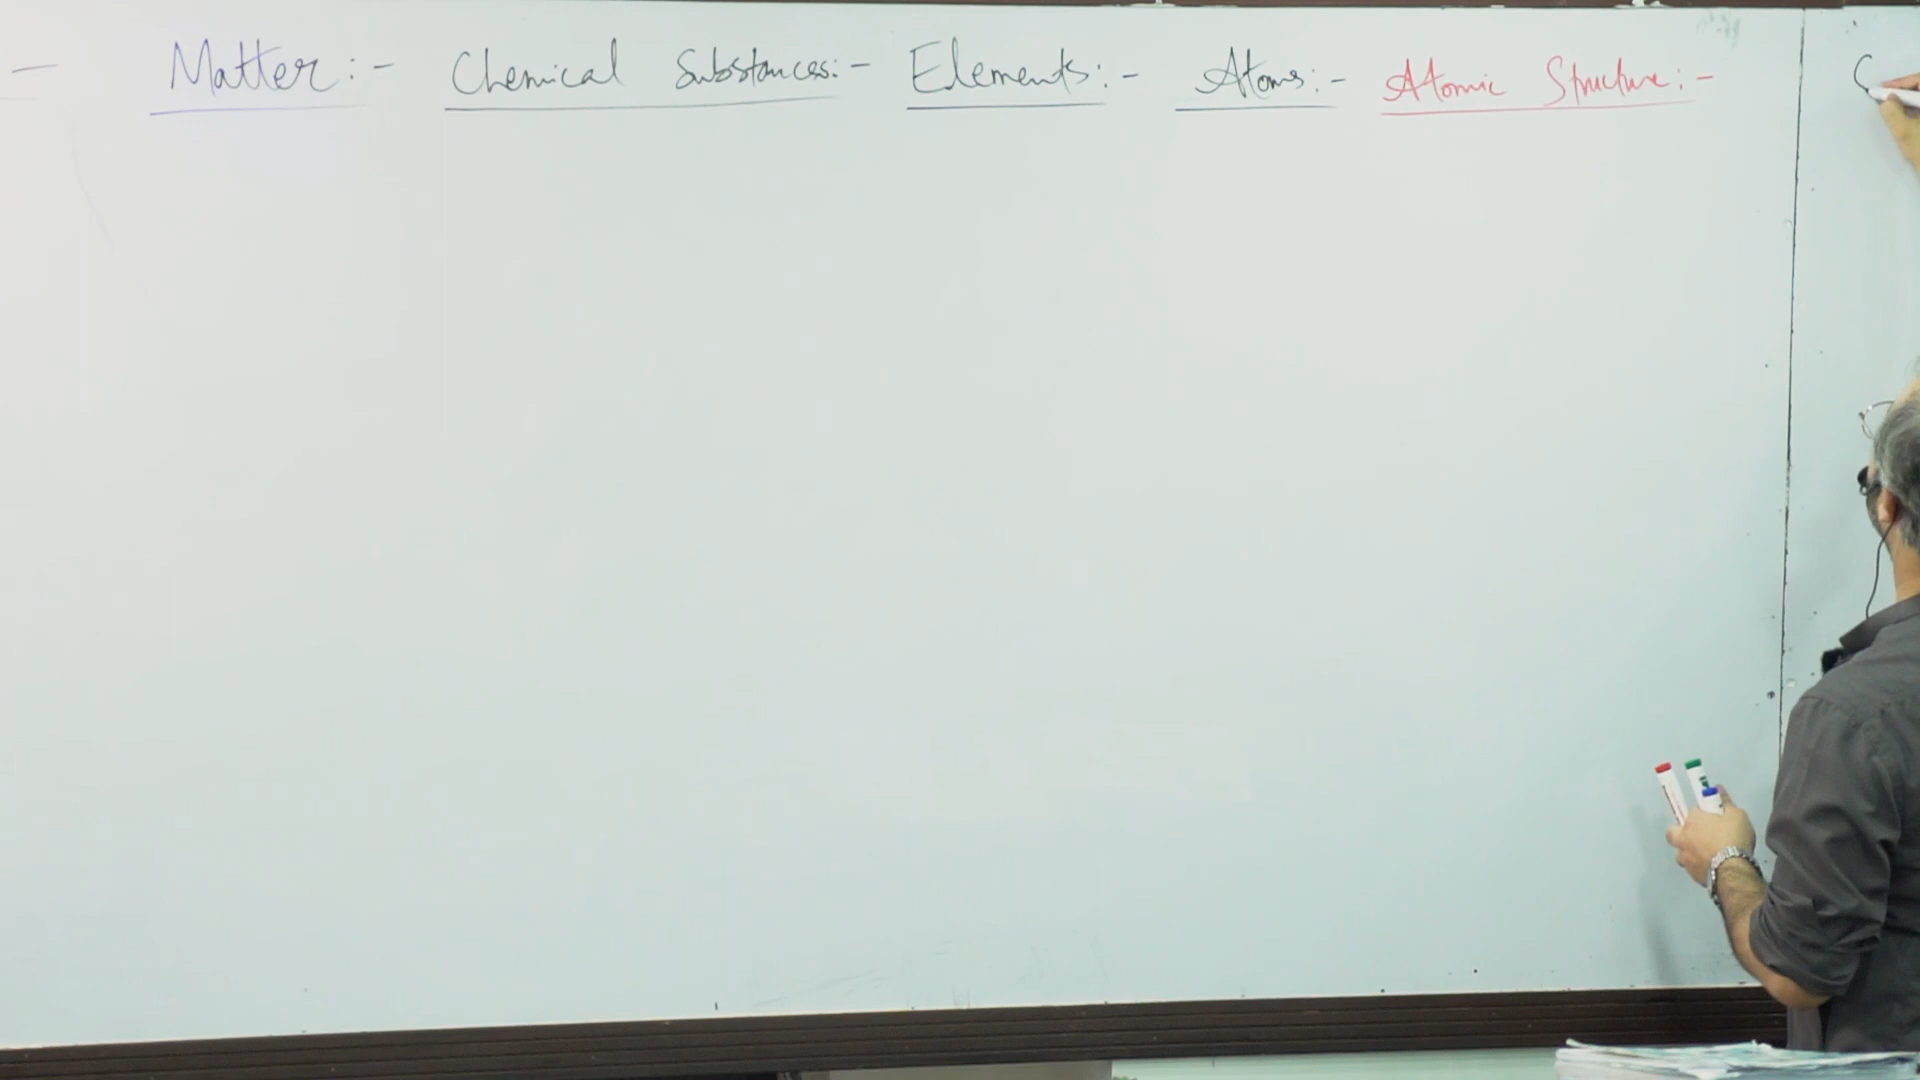 — Matter:- Chemical Substances:- Elements:- Atoms:- Atomic Structure:- C